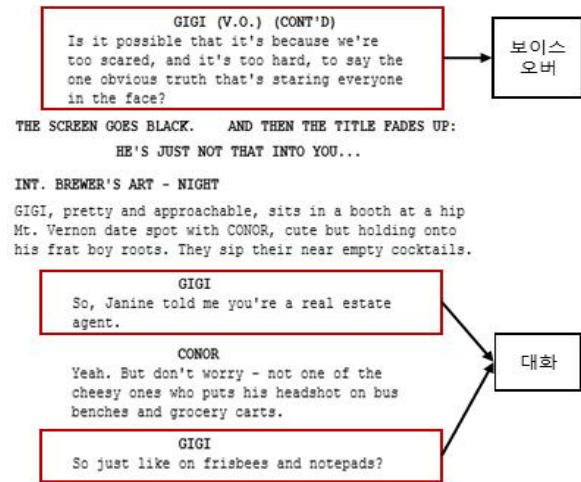 GIGI (V.O.) (CONT'D)
Is it possible that it's because we're
too scared, and it's too hard, to say the
one obvious truth that's staring everyone
in the face?
보이스
오버
THE SCREEN GOES BLACK. AND THEN THE TITLE FADES UP:
HE'S JUST NOT THAT INTO YOU...
INT. BREWER'S ART - NIGHT
GIGI, pretty and approachable, sits in a booth at a hip
Mt. Vernon date spot with CONOR, cute but holding onto
his frat boy roots. They sip their near empty cocktails.
GIGI
So, Janine told me you're a real estate
agent.
CONOR
Yeah. But don't worry - not one of the
cheesy ones who puts his headshot on bus
benches and grocery carts.
대화
GIGI
So just like on frisbees and notepads?